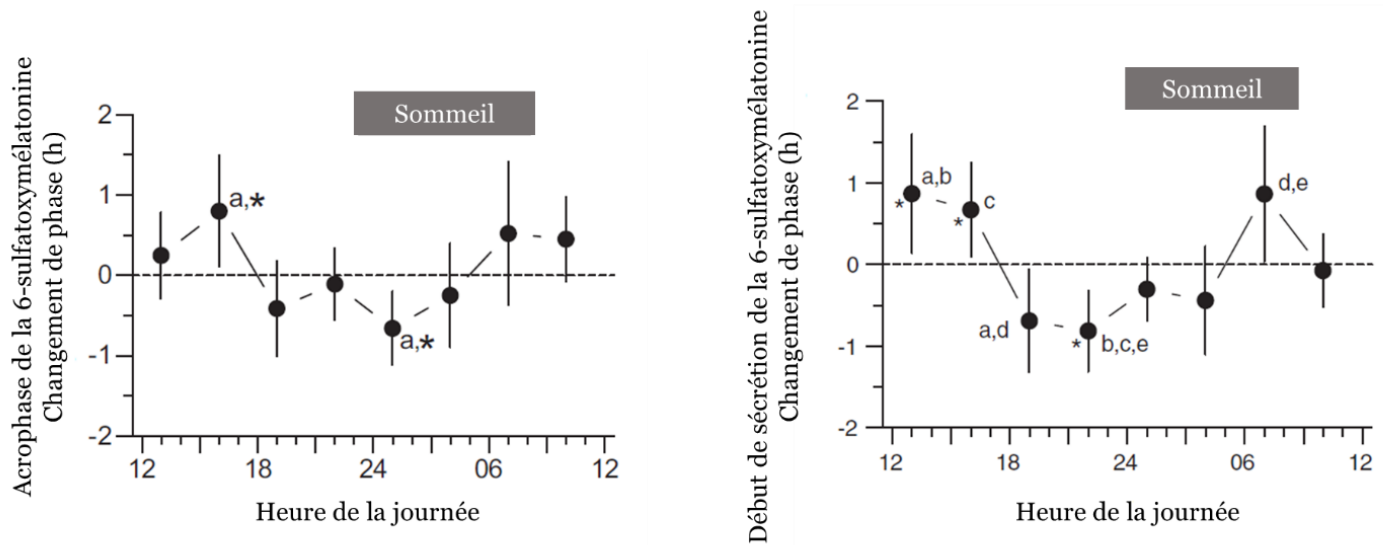 Acrophase de la 6-sulfatoxymélatonine
Changement de phase (h)
Sommeil
2
1
0
-1
-2
a,*
a,*
12
18
24
06
12
Heure de la journée
Début de sécrétion de la 6-sulfatoxymélatonine
Changement de phase (h)
Sommeil
2
1
0
-1
-2
*
a,b
*
c
a,d
*
b,c,e
d,e
12
18
24
06
12
Heure de la journée